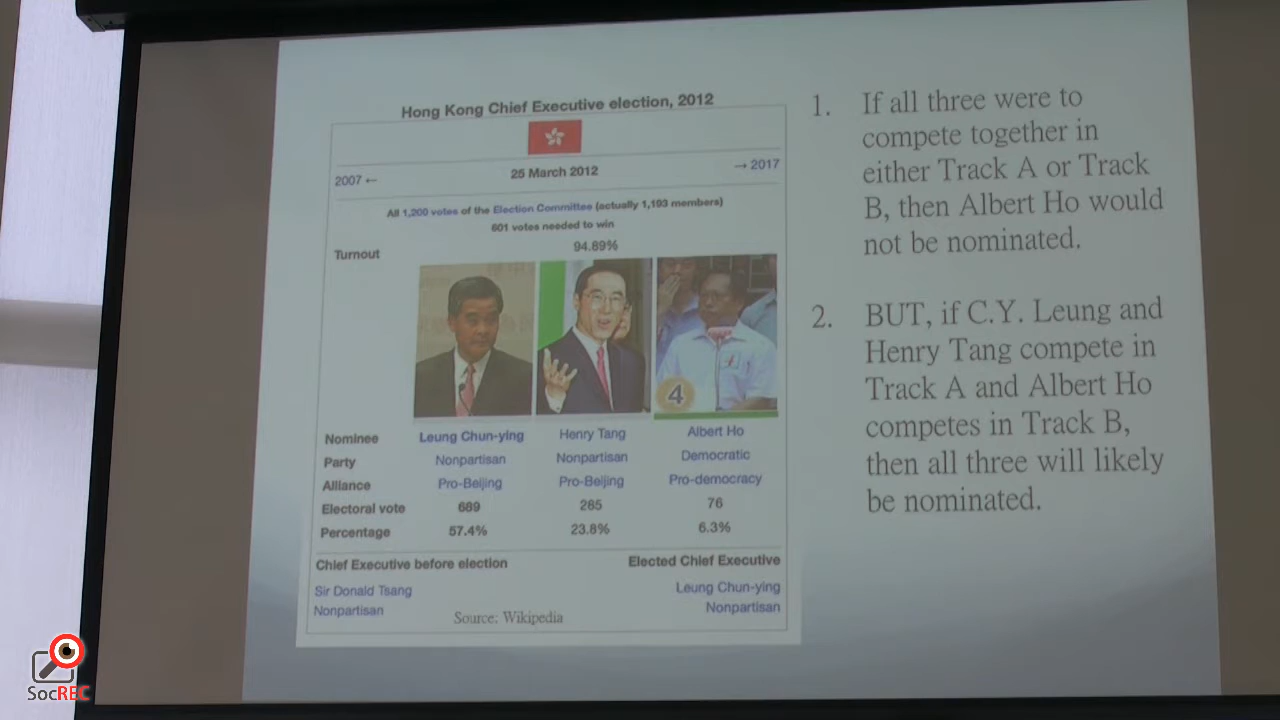 Hong Kong Chief Executive election, 2012
2007 ←
25 March 2012
→ 2017
All 1,200 votes of the Election Committee (actually 1,193 members)
601 votes needed to win
Turnout 94.89%
4
Nominee Leung Chun-ying Henry Tang Albert Ho
Party Nonpartisan Nonpartisan Democratic
Alliance Pro-Beijing Pro-Beijing Pro-democracy
Electoral vote 689 285 76
Percentage 57.4% 23.8% 6.3%
Chief Executive before election Elected Chief Executive
Sir Donald Tsang Leung Chun-ying
Nonpartisan Nonpartisan
Source: Wikipedia
1. If all three were to
compete together in
either Track A or Track
B, then Albert Ho would
not be nominated.
2. BUT, if C.Y. Leung and
Henry Tang compete in
Track A and Albert Ho
competes in Track B,
then all three will likely
be nominated.
SocREC